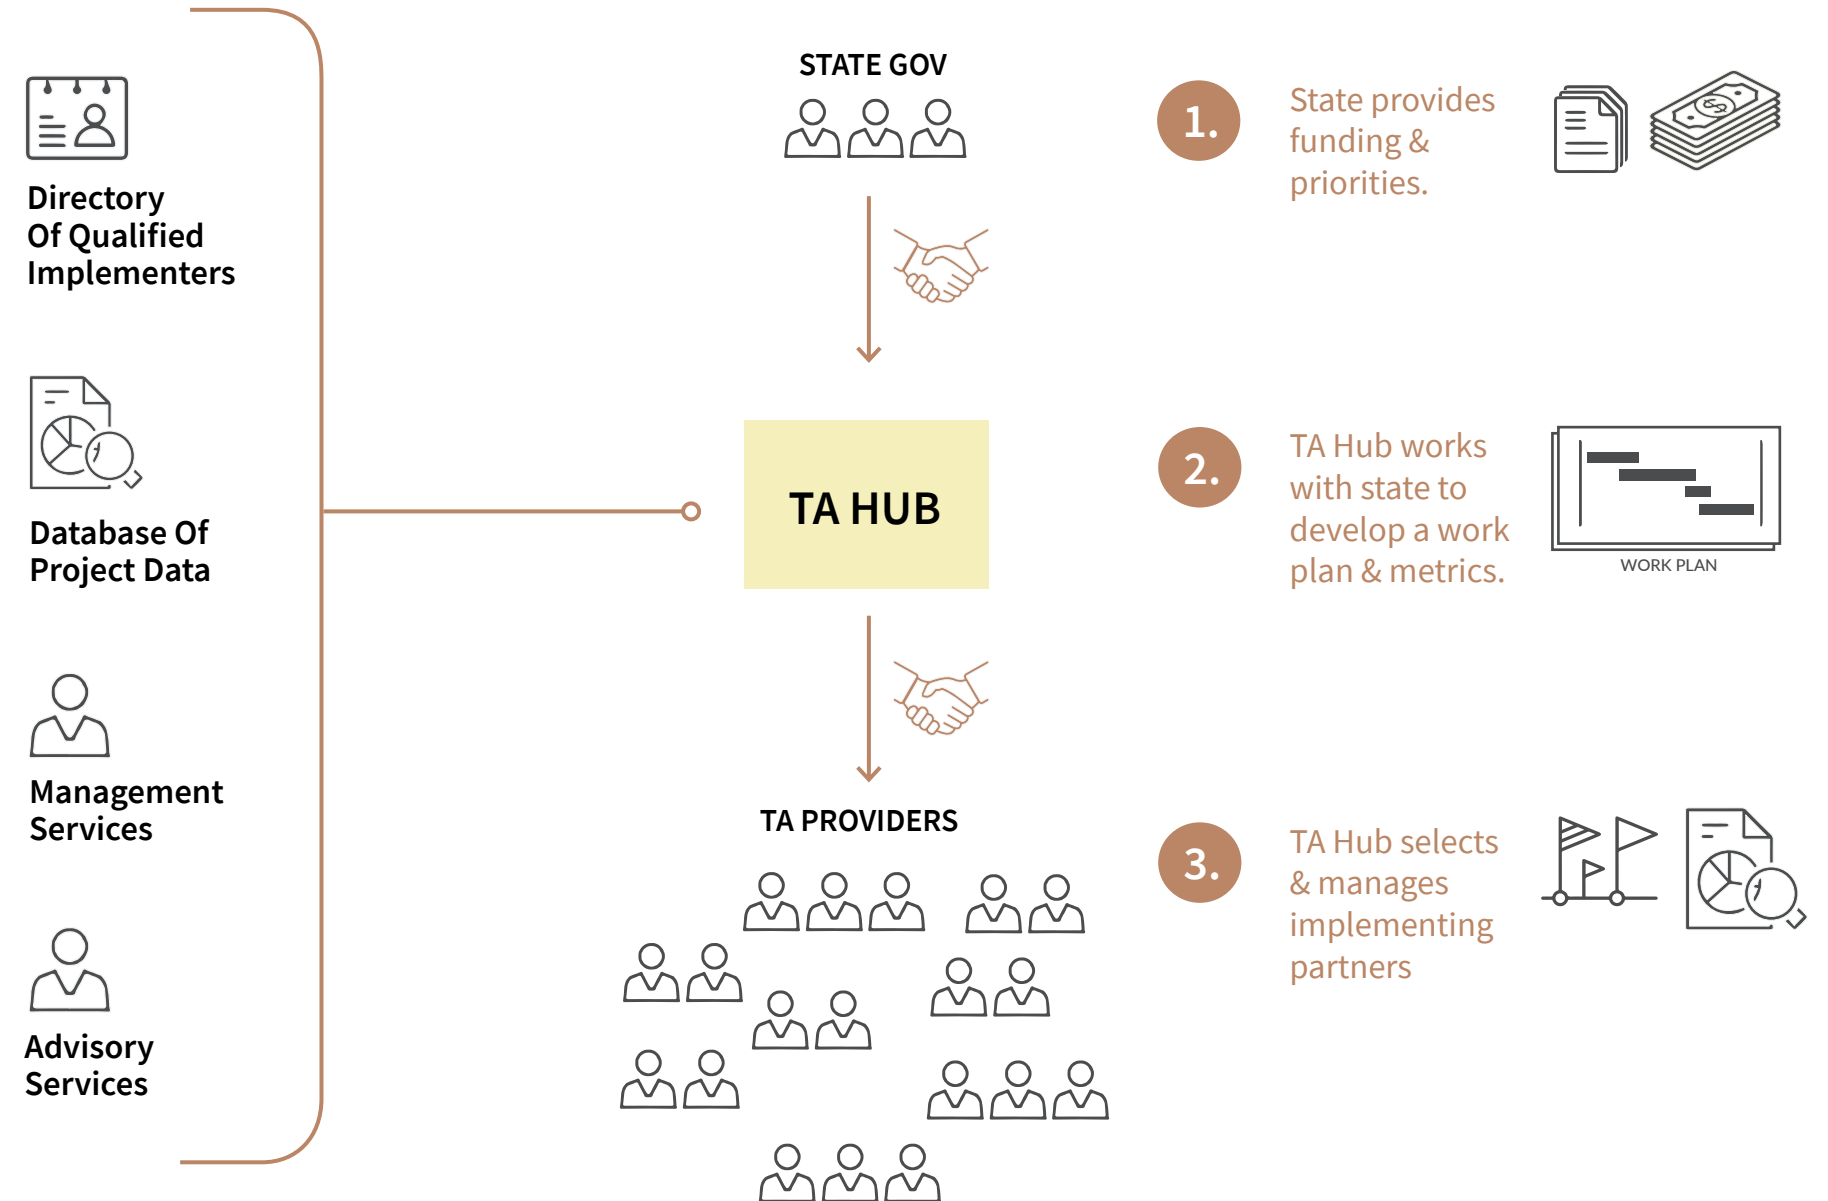 Directory
Of Qualified
Implementers
Database Of
Project Data
Management
Services
Advisory
Services
STATE GOV
TA HUB
TA PROVIDERS
1.
State provides
funding &
priorities.
2.
TA Hub works
with state to
develop a work
plan & metrics.
WORK PLAN
3.
TA Hub selects
& manages
implementing
partners